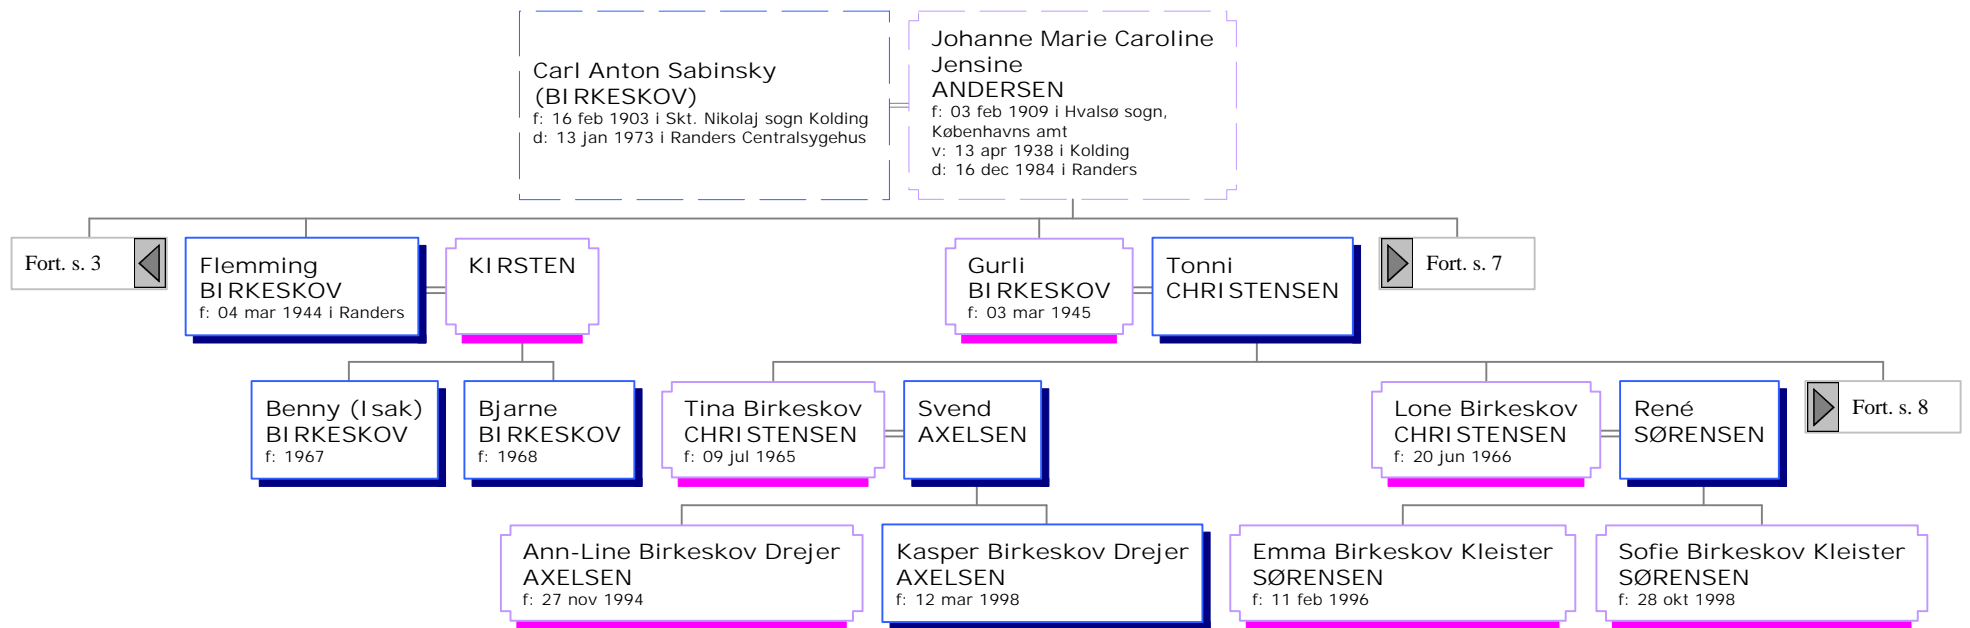 Carl Anton Sabinsky
(BIRKESKOV)
f: 16 feb 1903 i Skt. Nikolaj sogn Kolding
d: 13 jan 1973 i Randers Centralsygehus
Johanne Marie Caroline
Jensine
ANDERSEN
f: 03 feb 1909 i Hvalsø sogn,
Københavns amt
v: 13 apr 1938 i Kolding
d: 16 dec 1984 i Randers
Fort. s. 3
Flemming
BIRKESKOV
f: 04 mar 1944 i Randers
KIRSTEN
Gurli
BIRKESKOV
f: 03 mar 1945
Tonni
CHRISTENSEN
Fort. s. 7
Benny (Isak)
BIRKESKOV
f: 1967
Bjarne
BIRKESKOV
f: 1968
Tina Birkeskov
CHRISTENSEN
f: 09 jul 1965
Svend
AXELSEN
Lone Birkeskov
CHRISTENSEN
f: 20 jun 1966
René
SØRENSEN
Fort. s. 8
Ann-Line Birkeskov Drejer
AXELSEN
f: 27 nov 1994
Kasper Birkeskov Drejer
AXELSEN
f: 12 mar 1998
Emma Birkeskov Kleister
SØRENSEN
f: 11 feb 1996
Sofie Birkeskov Kleister
SØRENSEN
f: 28 okt 1998